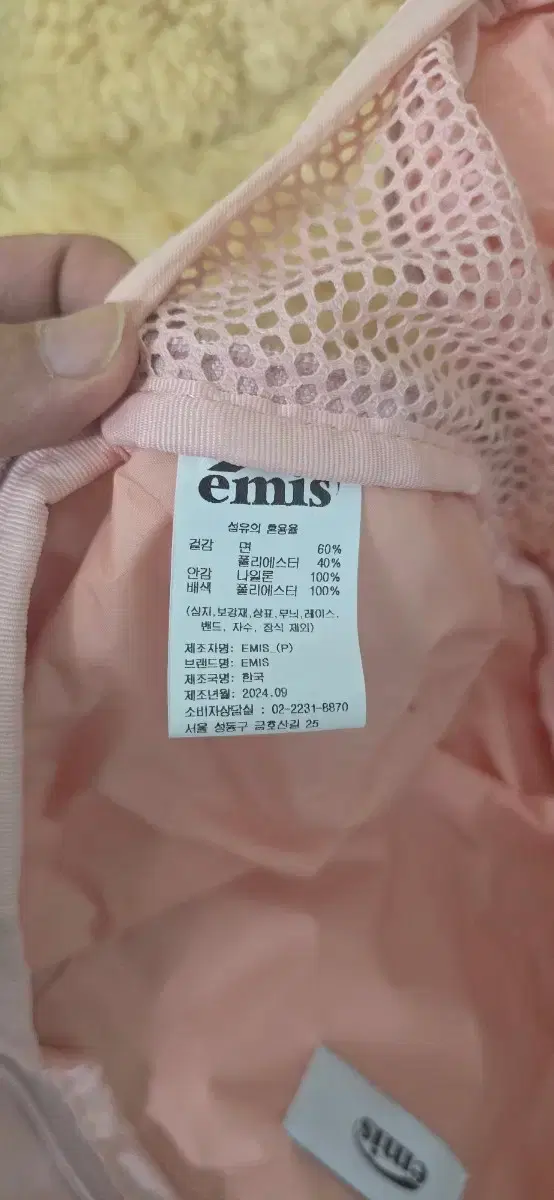 emis
섬유의 혼용율
겉감 면 60%
폴리에스터 40%
안감 나일론 100%
배색 폴리에스터 100%
(심지,보강재,상표,무늬,레이스,
밴드, 자수, 장식 제외)
제조자명: EMIS (P)
브랜드명: EMIS
제조국명: 한국
제조년월: 2024.09
소비자상담실 : 02-2231-8870
서울 성동구 금호산길 25
emis